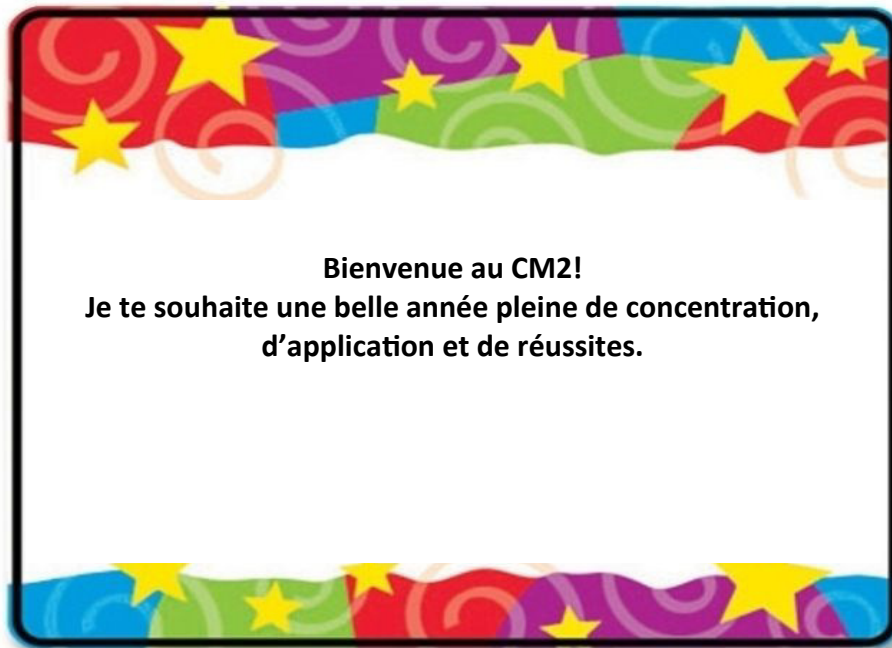 Bienvenue au CM2!
Je te souhaite une belle année pleine de concentration,
d’application et de réussites.